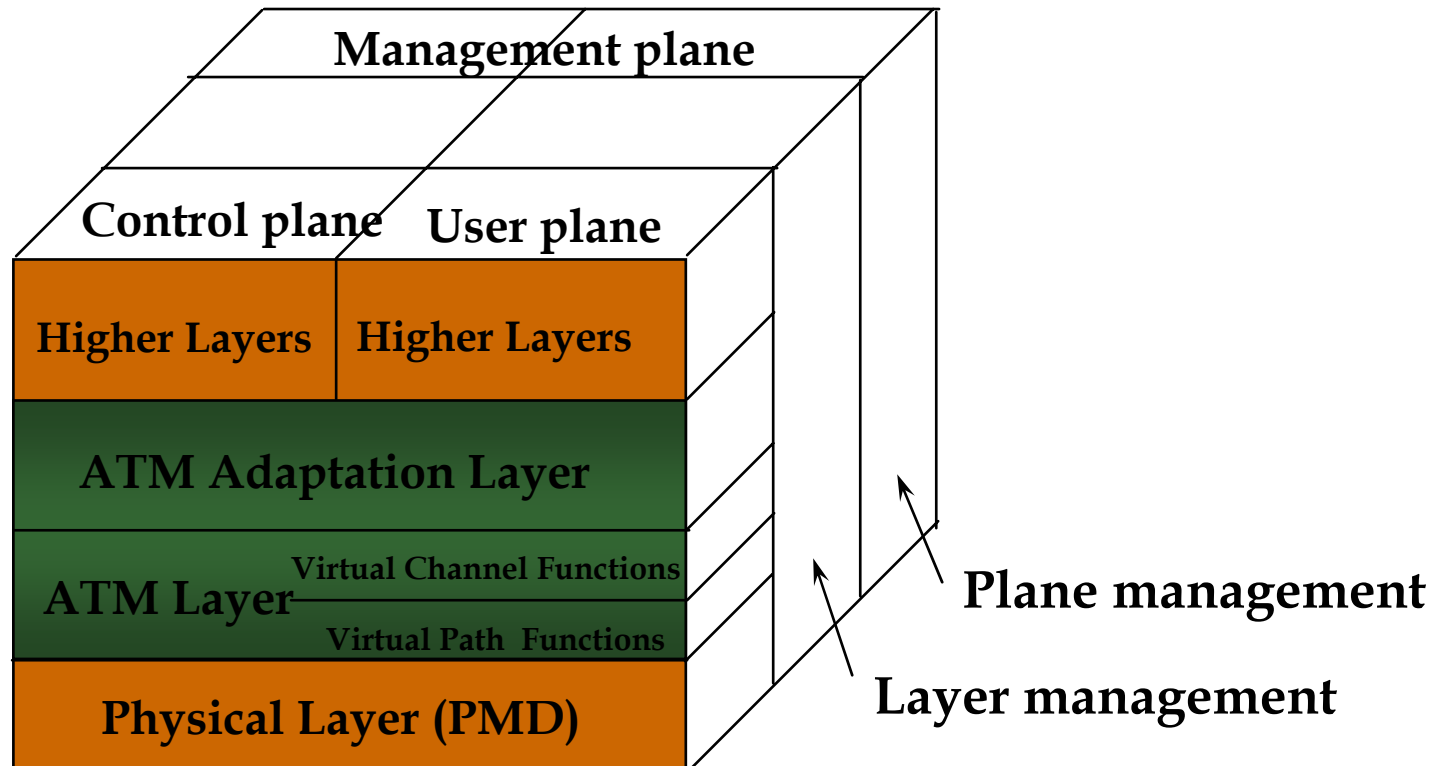 Management plane
Control plane
User plane
Higher Layers
Higher Layers
ATM Adaptation Layer
Virtual Channel Functions
ATM Layer
Virtual Path Functions
Physical Layer (PMD)
Plane management
Layer management